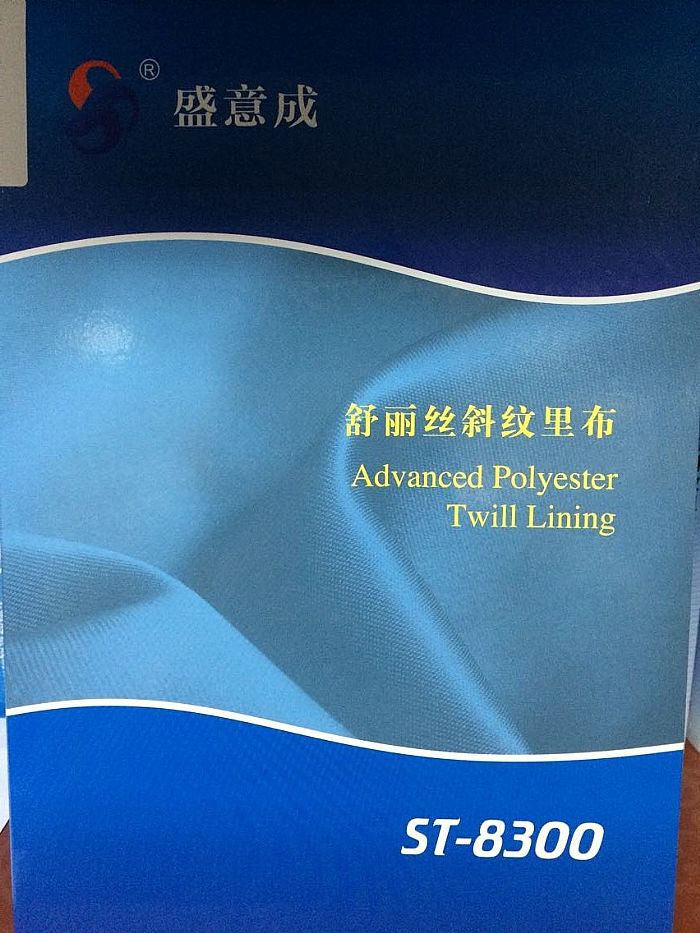 ®
盛意成
舒丽丝斜纹里布
Advanced Polyester
Twill Lining
ST-8300